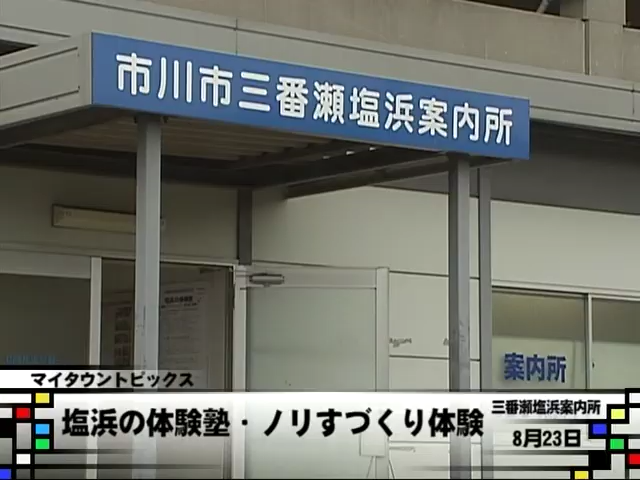 市川市三番瀬塩浜案内所
案内所
マイタウントピックス
塩浜の体験塾・ノリすづくり体験
三番瀬塩浜案内所
8月23日